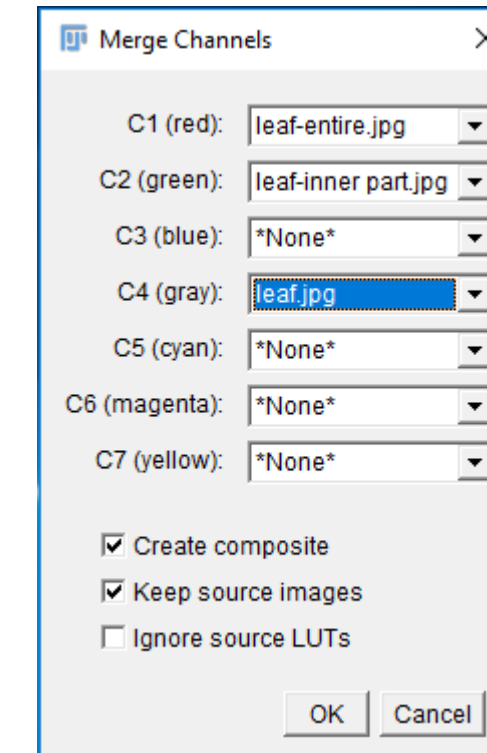 Merge Channels
C1 (red): leaf-entire.jpg
C2 (green): leaf-inner part.jpg
C3 (blue): *None*
C4 (gray): leaf.jpg
C5 (cyan): *None*
C6 (magenta): *None*
C7 (yellow): *None*
Create composite
Keep source images
Ignore source LUTs
OK Cancel